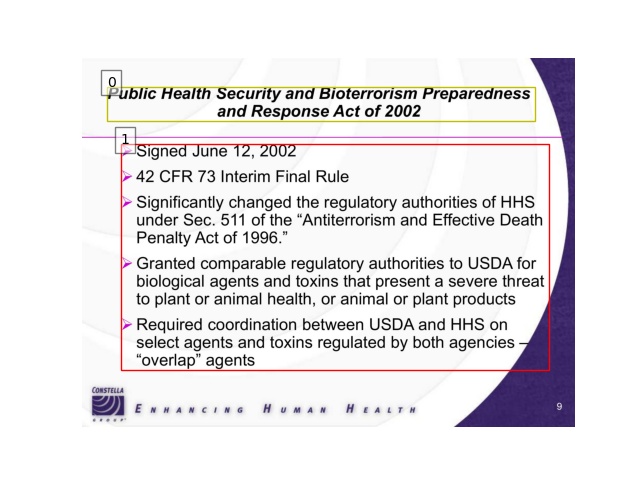 0
Public Health Security and Bioterrorism Preparedness
and Response Act of 2002
1
Signed June 12, 2002
42 CFR 73 Interim Final Rule
Significantly changed the regulatory authorities of HHS
under Sec. 511 of the “Antiterrorism and Effective Death
Penalty Act of 1996.”
Granted comparable regulatory authorities to USDA for
biological agents and toxins that present a severe threat
to plant or animal health, or animal or plant products
Required coordination between USDA and HHS on
select agents and toxins regulated by both agencies –
“overlap” agents
CONSTELLA
GROUP
ENHANCING HUMAN HEALTH
9